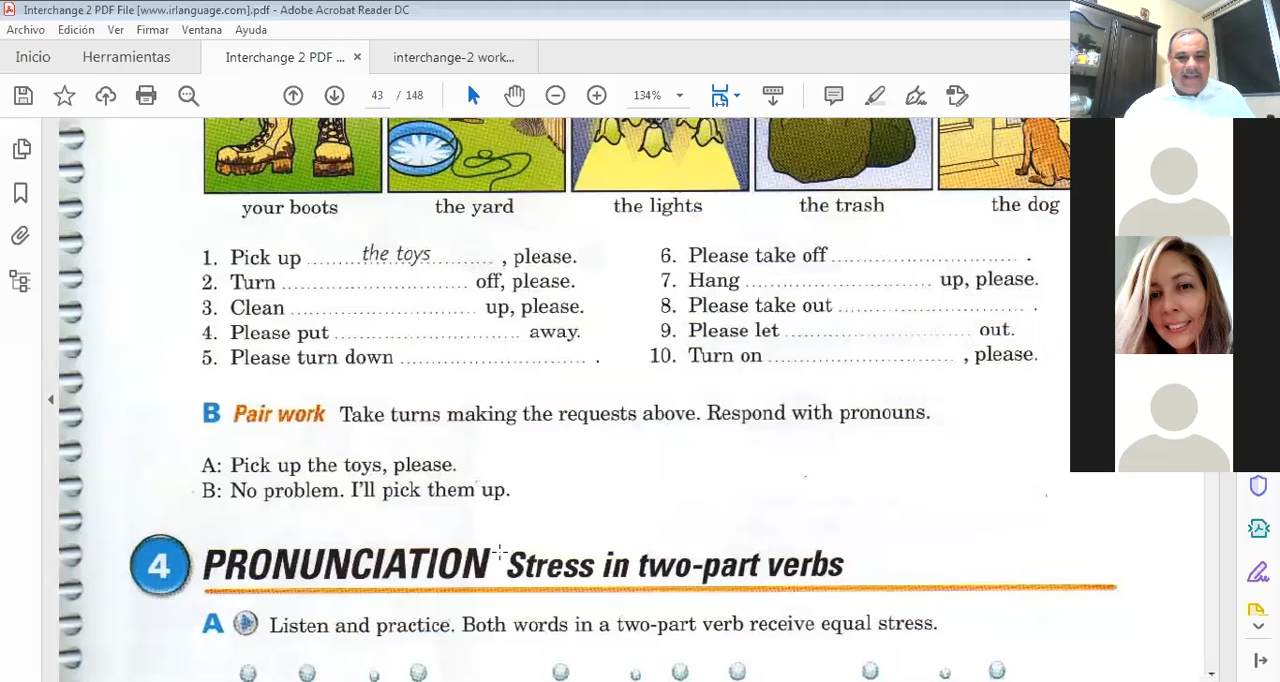 Interchange 2 PDF File [www.irlanguage.com].pdf - Adobe Acrobat Reader DC
Archivo Edición Ver Firmar Ventana Ayuda
Inicio Herramientas Interchange 2 PDF ... × interchange-2 work...
43 / 148 134%
your boots the yard the lights the trash the dog
1. Pick up the toys , please.
2. Turn off, please.
3. Clean up, please.
4. Please put away.
5. Please turn down .
6. Please take off .
7. Hang up, please.
8. Please take out .
9. Please let out.
10. Turn on , please.
B Pair work Take turns making the requests above. Respond with pronouns.
A: Pick up the toys, please.
B: No problem. I'll pick them up.
4 PRONUNCIATION Stress in two-part verbs
A Listen and practice. Both words in a two-part verb receive equal stress.